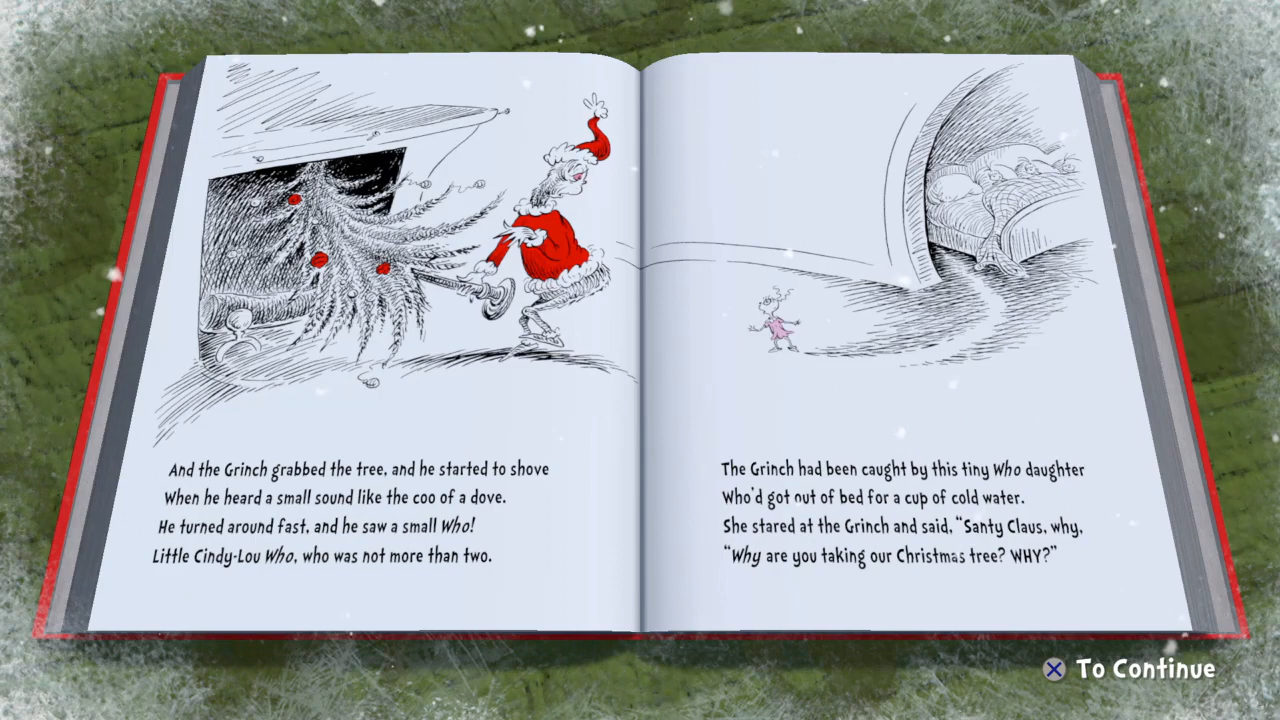 And the Grinch grabbed the tree, and he started to shove
When he heard a small sound like the coo of a dove.
He turned around fast, and he saw a small Who!
Little Cindy-Lou Who, who was not more than two.
The Grinch had been caught by this tiny Who daughter
Who'd got out of bed for a cup of cold water.
She stared at the Grinch and said, “Santy Claus, why,
“Why are you taking our Christmas tree? WHY?”
To Continue